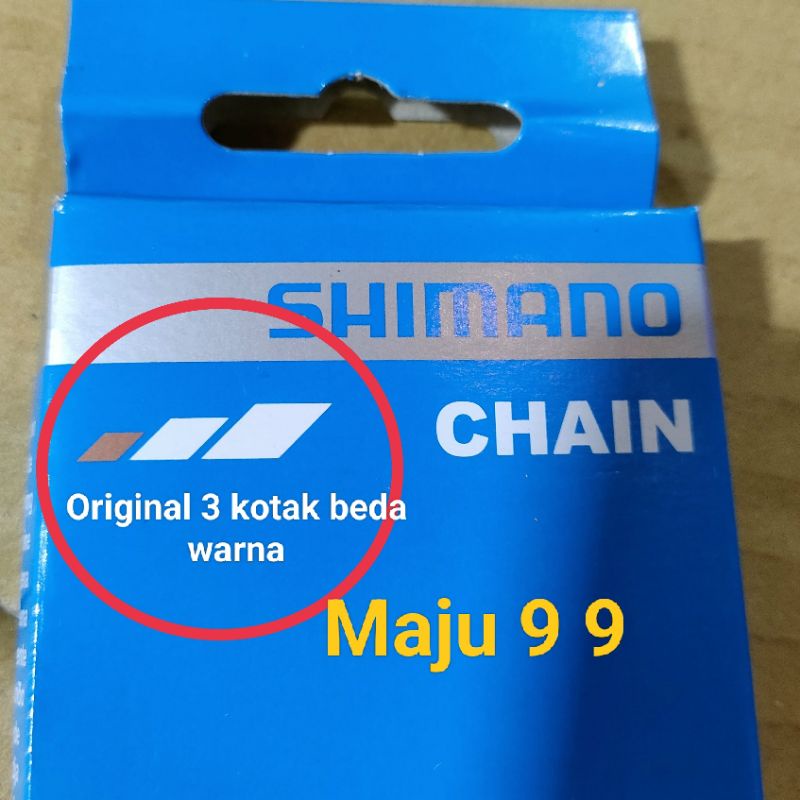 SHIMANO
CHAIN
Original 3 kotak beda
warna
Maju 9 9